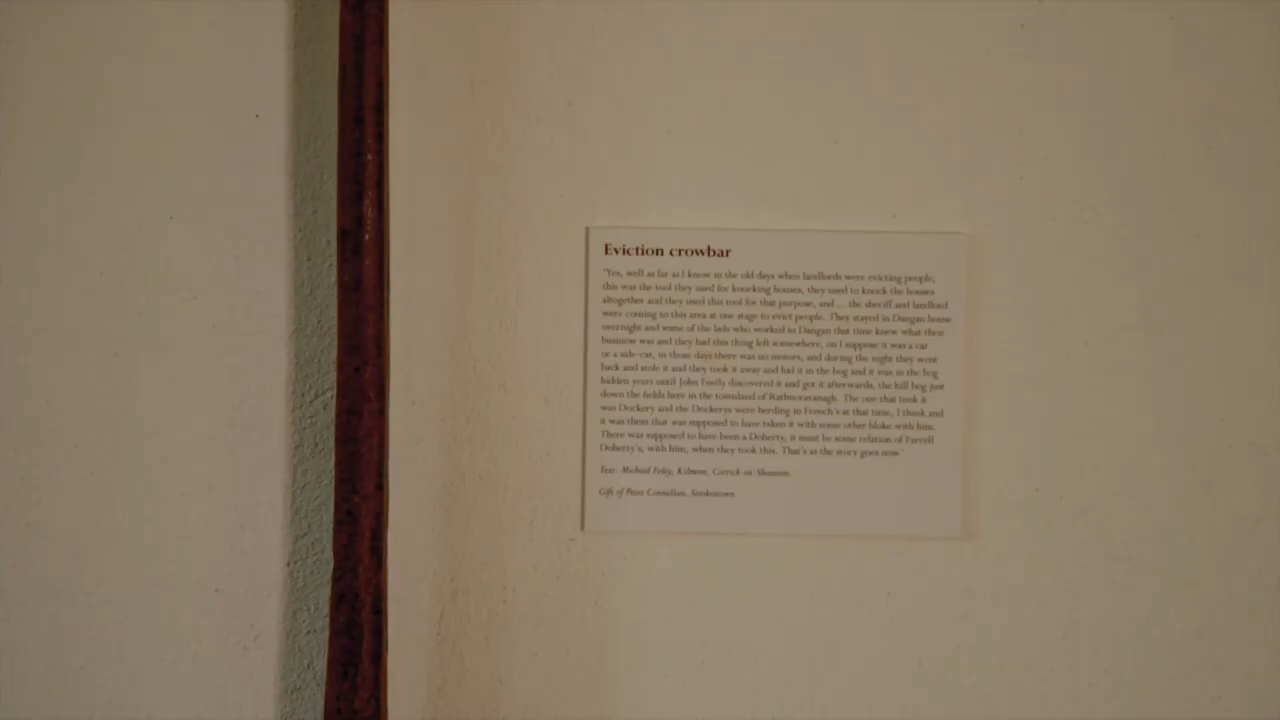 Eviction crowbar
'Yes, well as far as I know in the old days when landlords were evicting people,
this was the tool they used for knocking houses, they used to knock the houses
altogether and they used this tool for that purpose, and ... the sheriff and landlord
were coming to this area at one stage to evict people. They stayed in Dangan house
overnight and some of the lads who worked in Dangan that time knew what their
business was and they had this thing left somewhere, on I suppose it was a car
or a side-car, in those days there was no motors, and during the night they went
back and stole it and they took it away and hid it in the bog and it was in the bog
hidden years until John discovered it and got it afterwards, the hill bog just
down the fields here in the townland of The one that took it
was Dockery and the Dockerys were herding in French's at that time, I think and
it was them that was supposed to have taken it with some other bloke with him.
There was supposed to have been a Doherty, it must be some relation of Farrell
Doherty's, with him, when they took this. That's as the story goes now.'
Text: Michael Foley, Kilmore, Carrick-on-Shannon.
Gift of Peter Connellan, Strokestown.